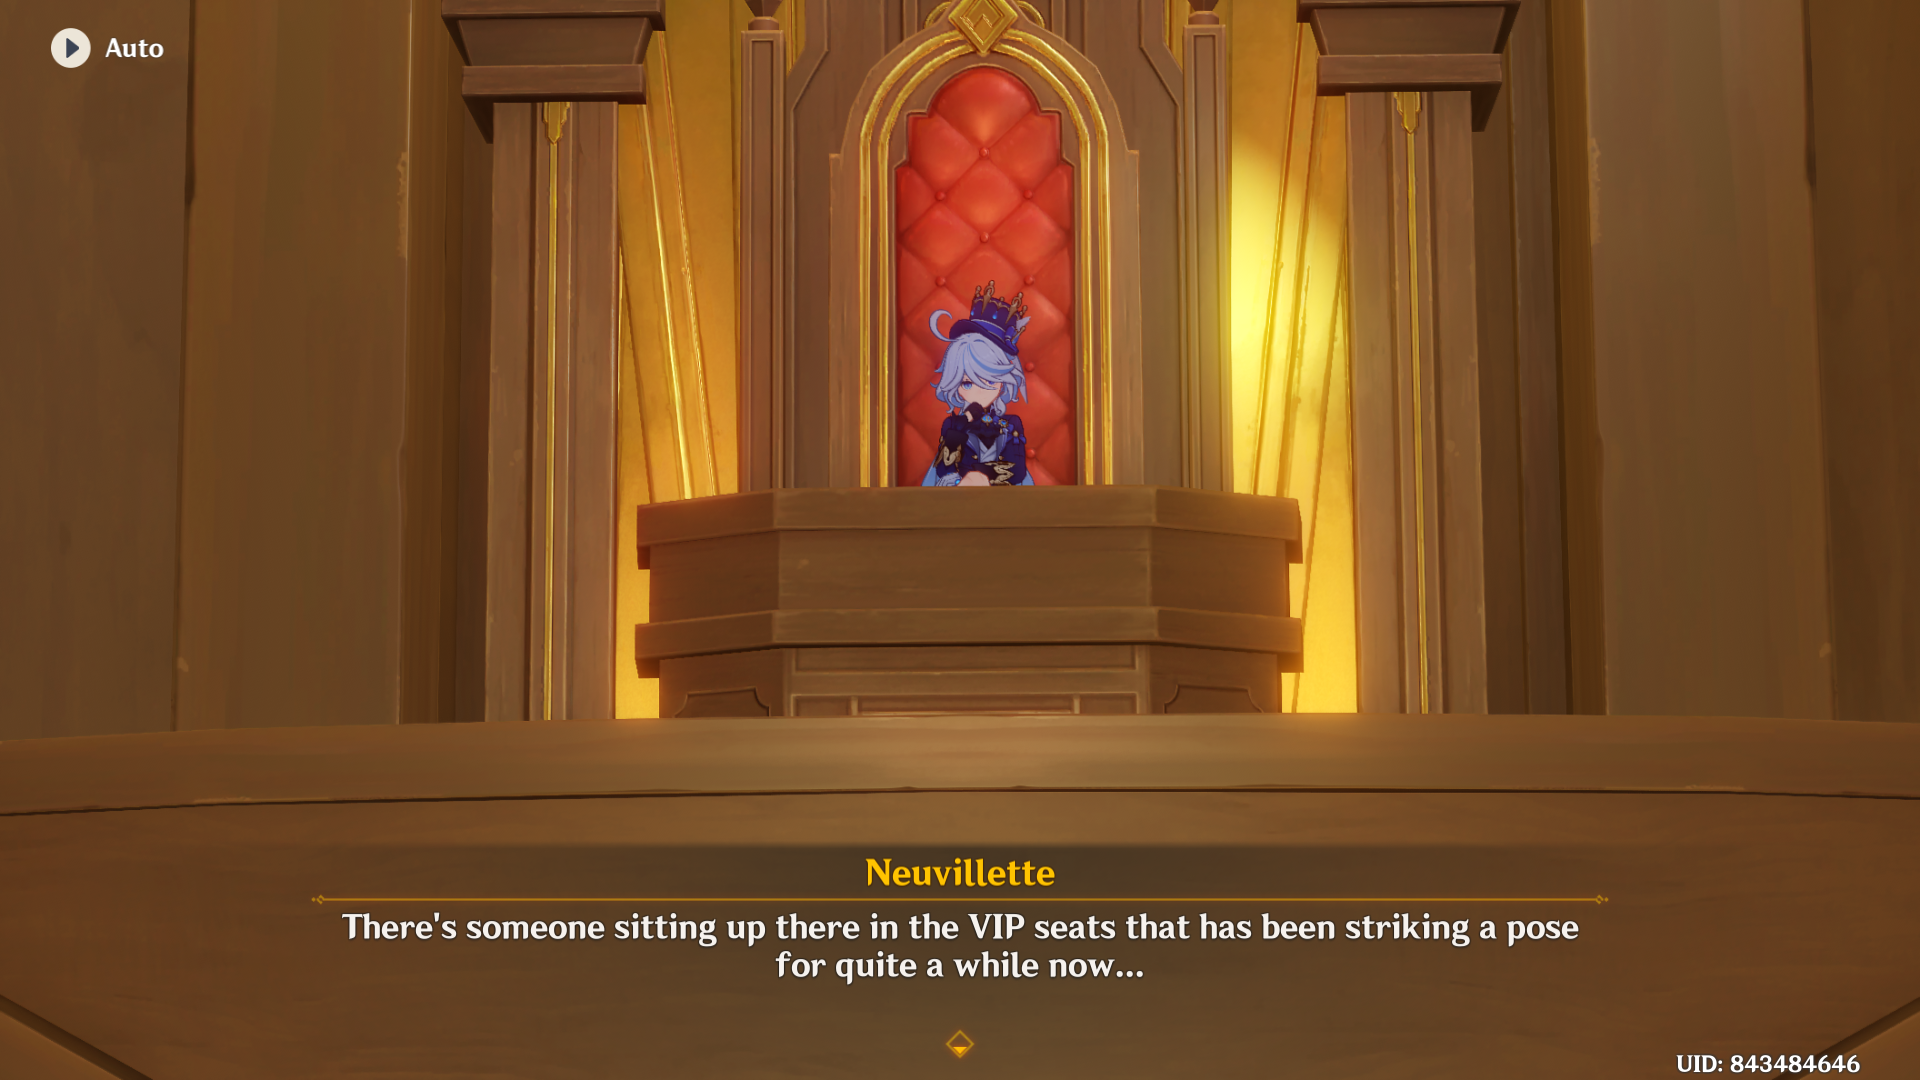 Auto
Neuvillette
There's someone sitting up there in the VIP seats that has been striking a pose
for quite a while now...
UID: 843484646